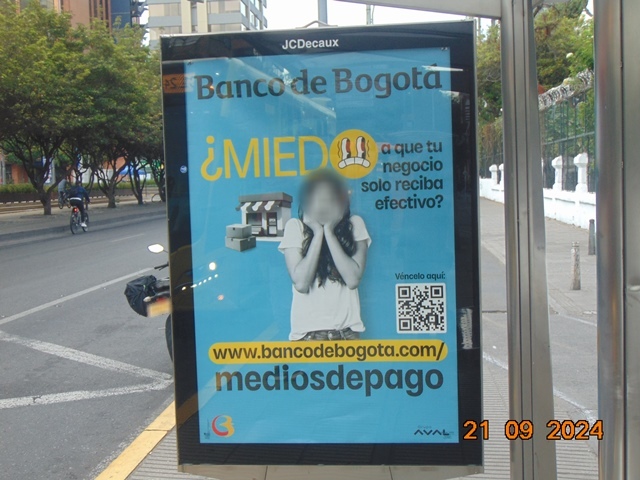 JCDecaux
Banco de Bogotá
¿MIEDO a que tu
negocio
solo reciba
efectivo?
Véncelo aquí:
www.bancodebogota.com/
mediosdepago
AVAL
21 09 2024